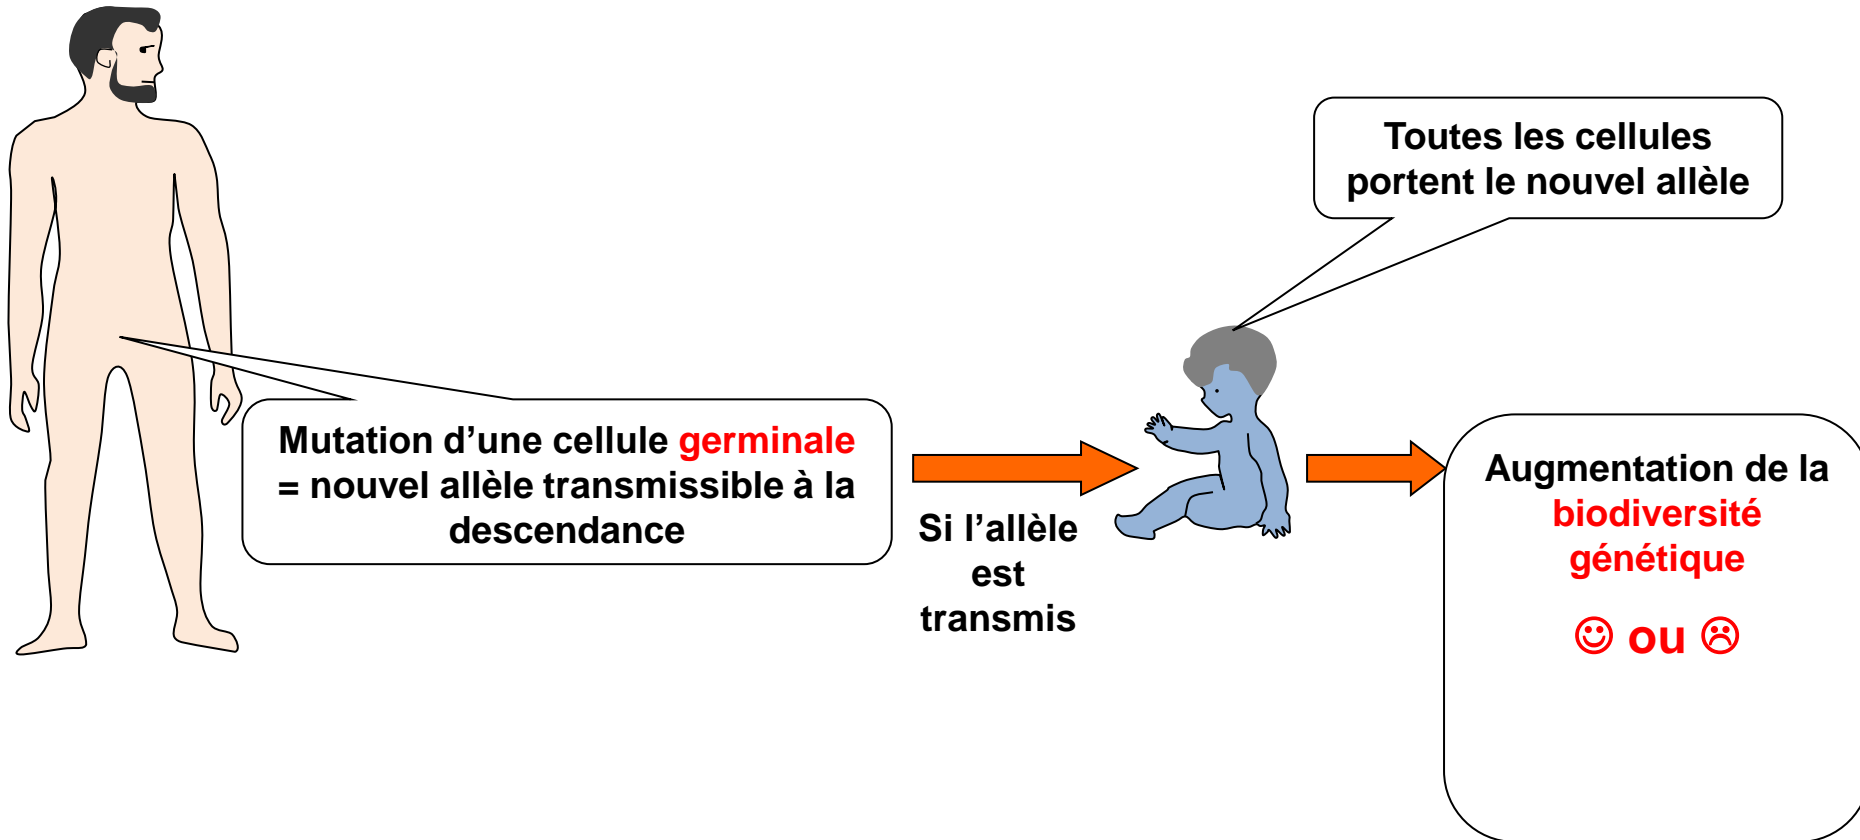 Toutes les cellules
portent le nouvel allèle
Mutation d’une cellule germinale
= nouvel allèle transmissible à la
descendance
Si l’allèle
est
transmis
Augmentation de la
biodiversité
génétique
☺ ou ☹